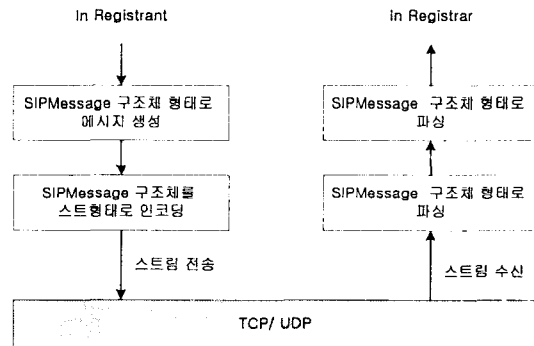 In Registrant
In Registrar
SIPMessage 구조체 형태로
메시지 생성
SIPMessage 구조체 형태로
파싱
SIPMessage 구조체를
스트형태로 인코딩
SIPMessage 구조체 형태로
파싱
스트림 전송
스트림 수신
TCP/ UDP